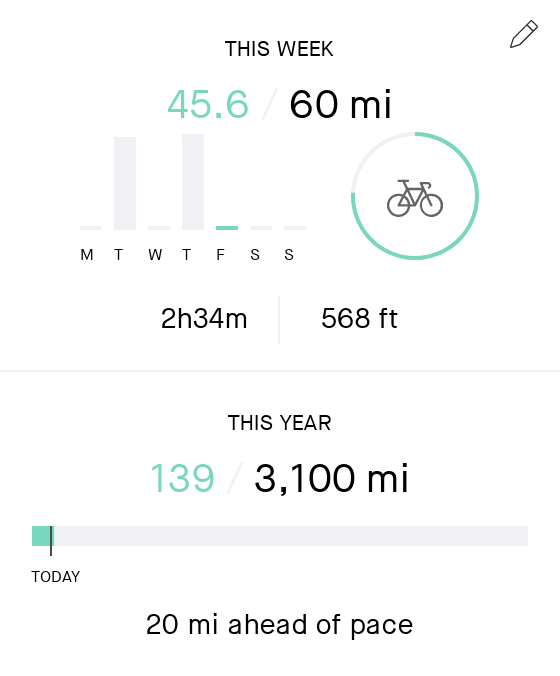 THIS WEEK
45.6 / 60 mi
M T W T F S S
2h34m 568 ft
THIS YEAR
139 / 3,100 mi
TODAY
20 mi ahead of pace